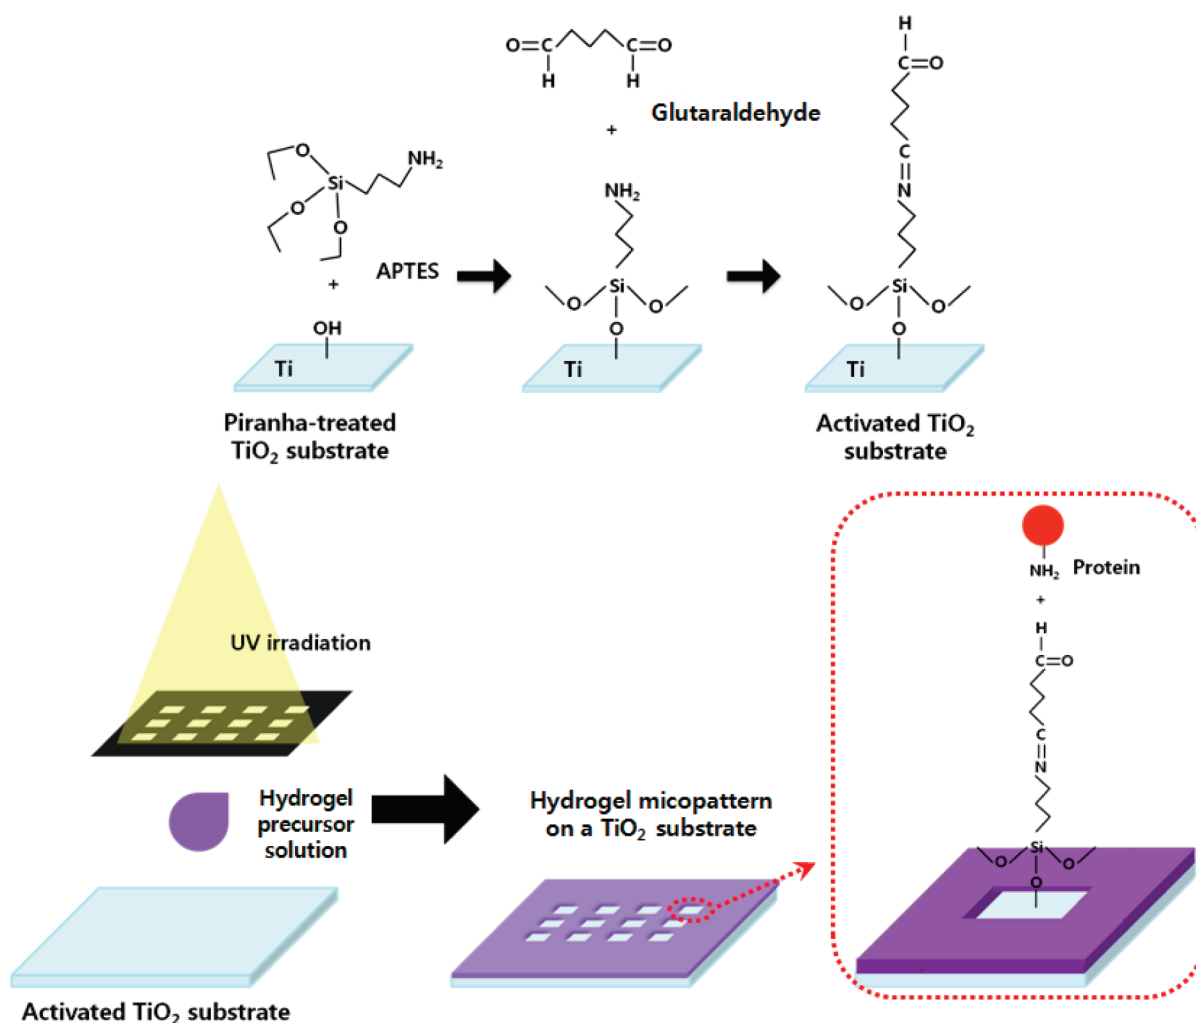 O=C
C=O
H
H
+
Glutaraldehyde
H
C=O
C
N
Si
O
O
O
Ti
Activated TiO₂
substrate
NH₂
Si
O
O
O
Ti
O
Si
NH₂
O
O
+
APTES
OH
Ti
Piranha-treated
TiO₂ substrate
UV irradiation
Hydrogel
precursor
solution
Activated TiO₂ substrate
Hydrogel micopattern
on a TiO₂ substrate
NH₂ Protein
+
H
C=O
C
N
Si
O
O
O